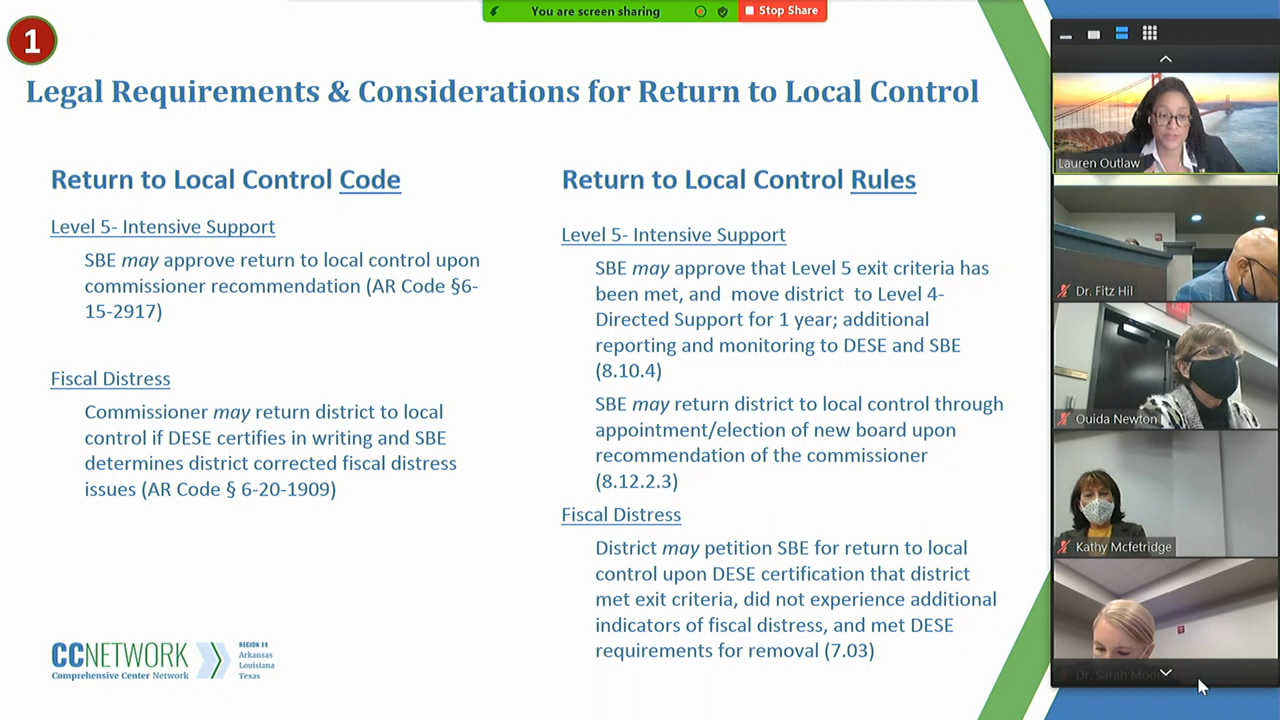 You are screen sharing
Stop Share
1
Legal Requirements & Considerations for Return to Local Control
Return to Local Control Code
Level 5- Intensive Support
SBE may approve return to local control upon
commissioner recommendation (AR Code §6-
15-2917)
Fiscal Distress
Commissioner may return district to local
control if DESE certifies in writing and SBE
determines district corrected fiscal distress
issues (AR Code § 6-20-1909)
Return to Local Control Rules
Level 5- Intensive Support
SBE may approve that Level 5 exit criteria has
been met, and move district to Level 4-
Directed Support for 1 year; additional
reporting and monitoring to DESE and SBE
(8.10.4)
SBE may return district to local control through
appointment/election of new board upon
recommendation of the commissioner
(8.12.2.3)
Fiscal Distress
District may petition SBE for return to local
control upon DESE certification that district
met exit criteria, did not experience additional
indicators of fiscal distress, and met DESE
requirements for removal (7.03)
CCNETWORK
Comprehensive Center Network
REGION 14
Arkansas
Louisiana
Texas
Lauren Outlaw
Dr. Fitz Hil
Ouida Newton
Kathy Mcfetridge
Dr. Sarah